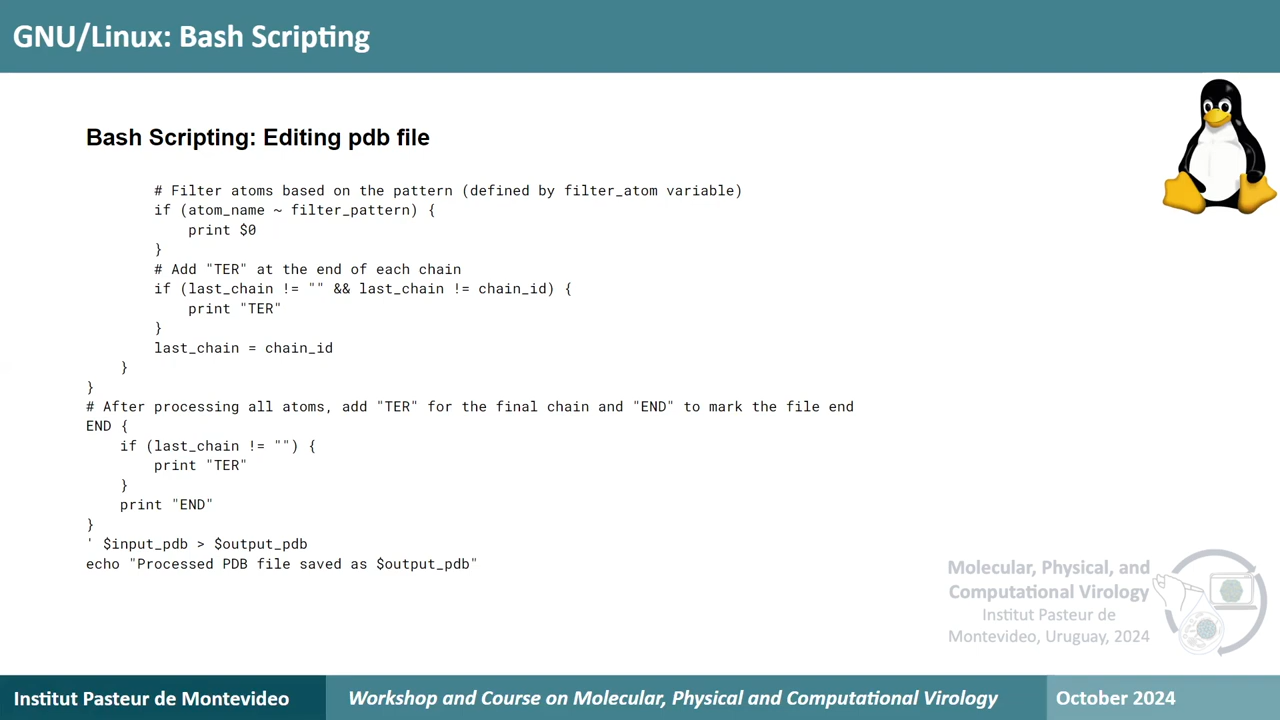 GNU/Linux: Bash Scripting
Bash Scripting: Editing pdb file
# Filter atoms based on the pattern (defined by filter_atom variable)
if (atom_name ~ filter_pattern) {
print $0
}
# Add "TER" at the end of each chain
if (last_chain != "" && last_chain != chain_id) {
print "TER"
}
last_chain = chain_id
}
}
# After processing all atoms, add "TER" for the final chain and "END" to mark the file end
END {
if (last_chain != "") {
print "TER"
}
print "END"
}
' $input_pdb > $output_pdb
echo "Processed PDB file saved as $output_pdb"
Molecular, Physical, and
Computational Virology
Institut Pasteur de
Montevideo, Uruguay, 2024
Institut Pasteur de Montevideo
Workshop and Course on Molecular, Physical and Computational Virology
October 2024